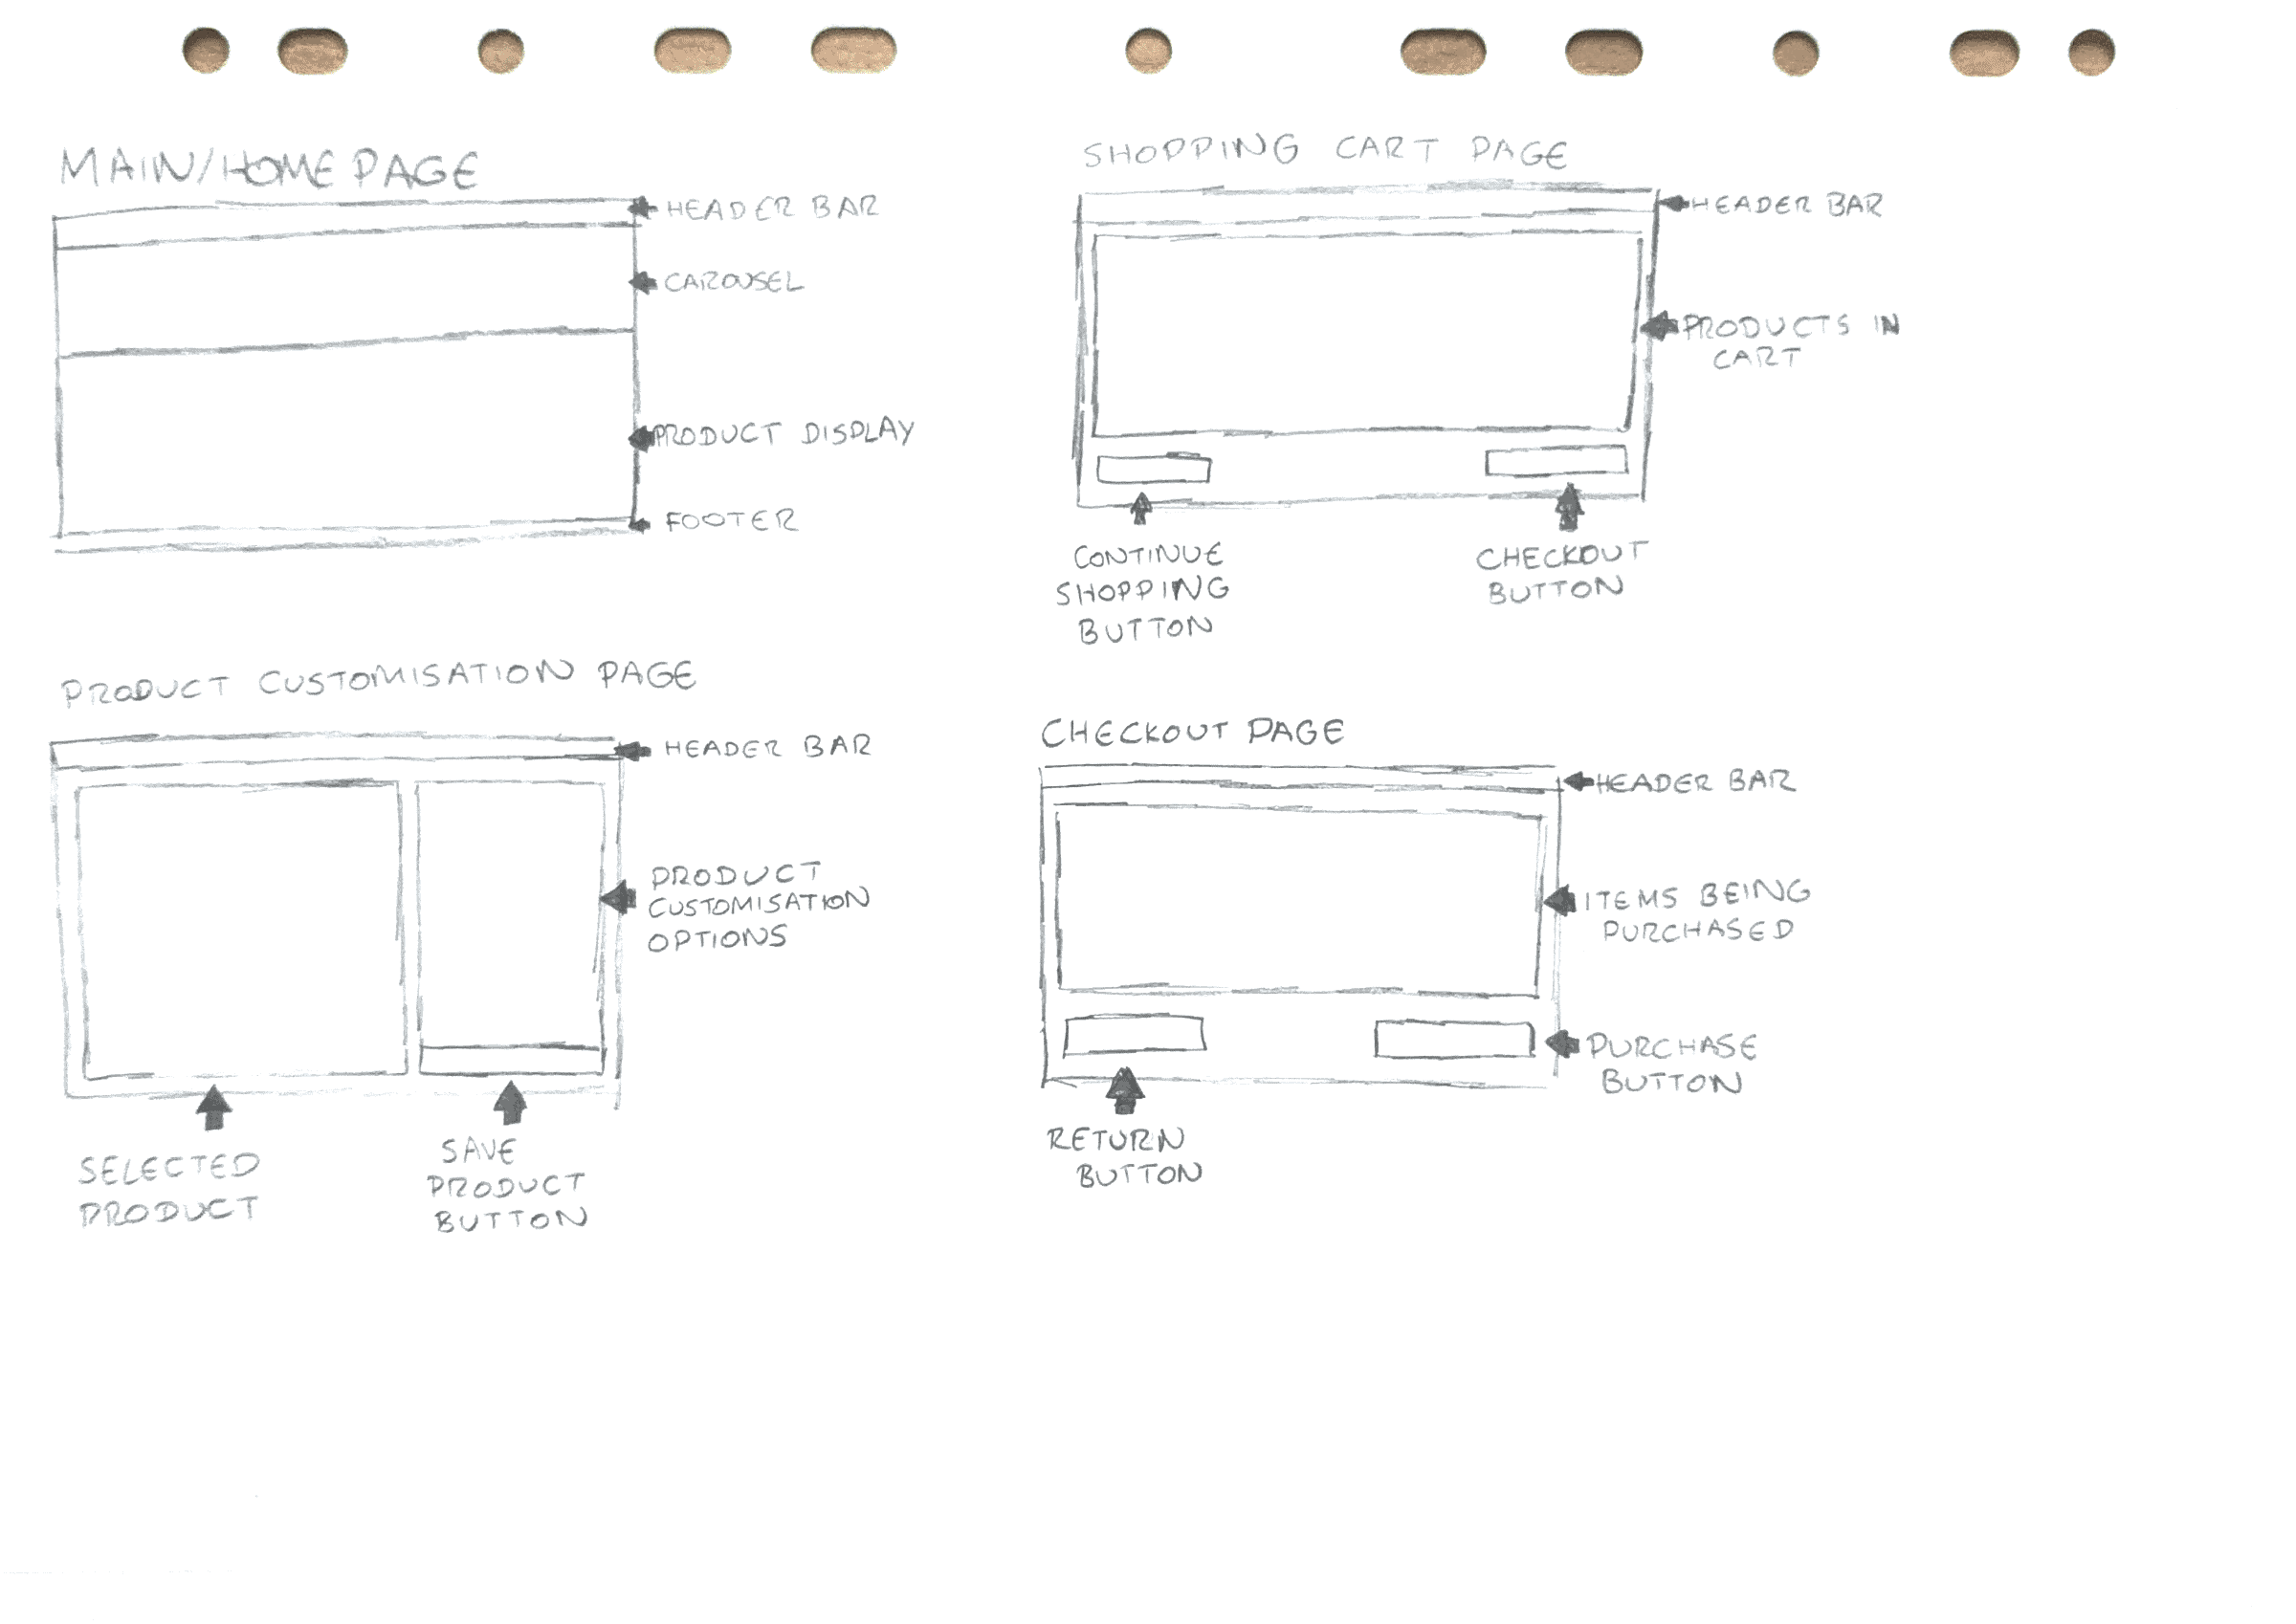 MAIN/HOME PAGE
HEADER BAR
CAROUSEL
PRODUCT DISPLAY
FOOTER
SHOPPING CART PAGE
HEADER BAR
PRODUCTS IN
CART
CONTINUE
SHOPPING
BUTTON
CHECKOUT
BUTTON
PRODUCT CUSTOMISATION PAGE
HEADER BAR
PRODUCT
CUSTOMISATION
OPTIONS
SELECTED
PRODUCT
SAVE
PRODUCT
BUTTON
CHECKOUT PAGE
HEADER BAR
ITEMS BEING
PURCHASED
PURCHASE
BUTTON
RETURN
BUTTON